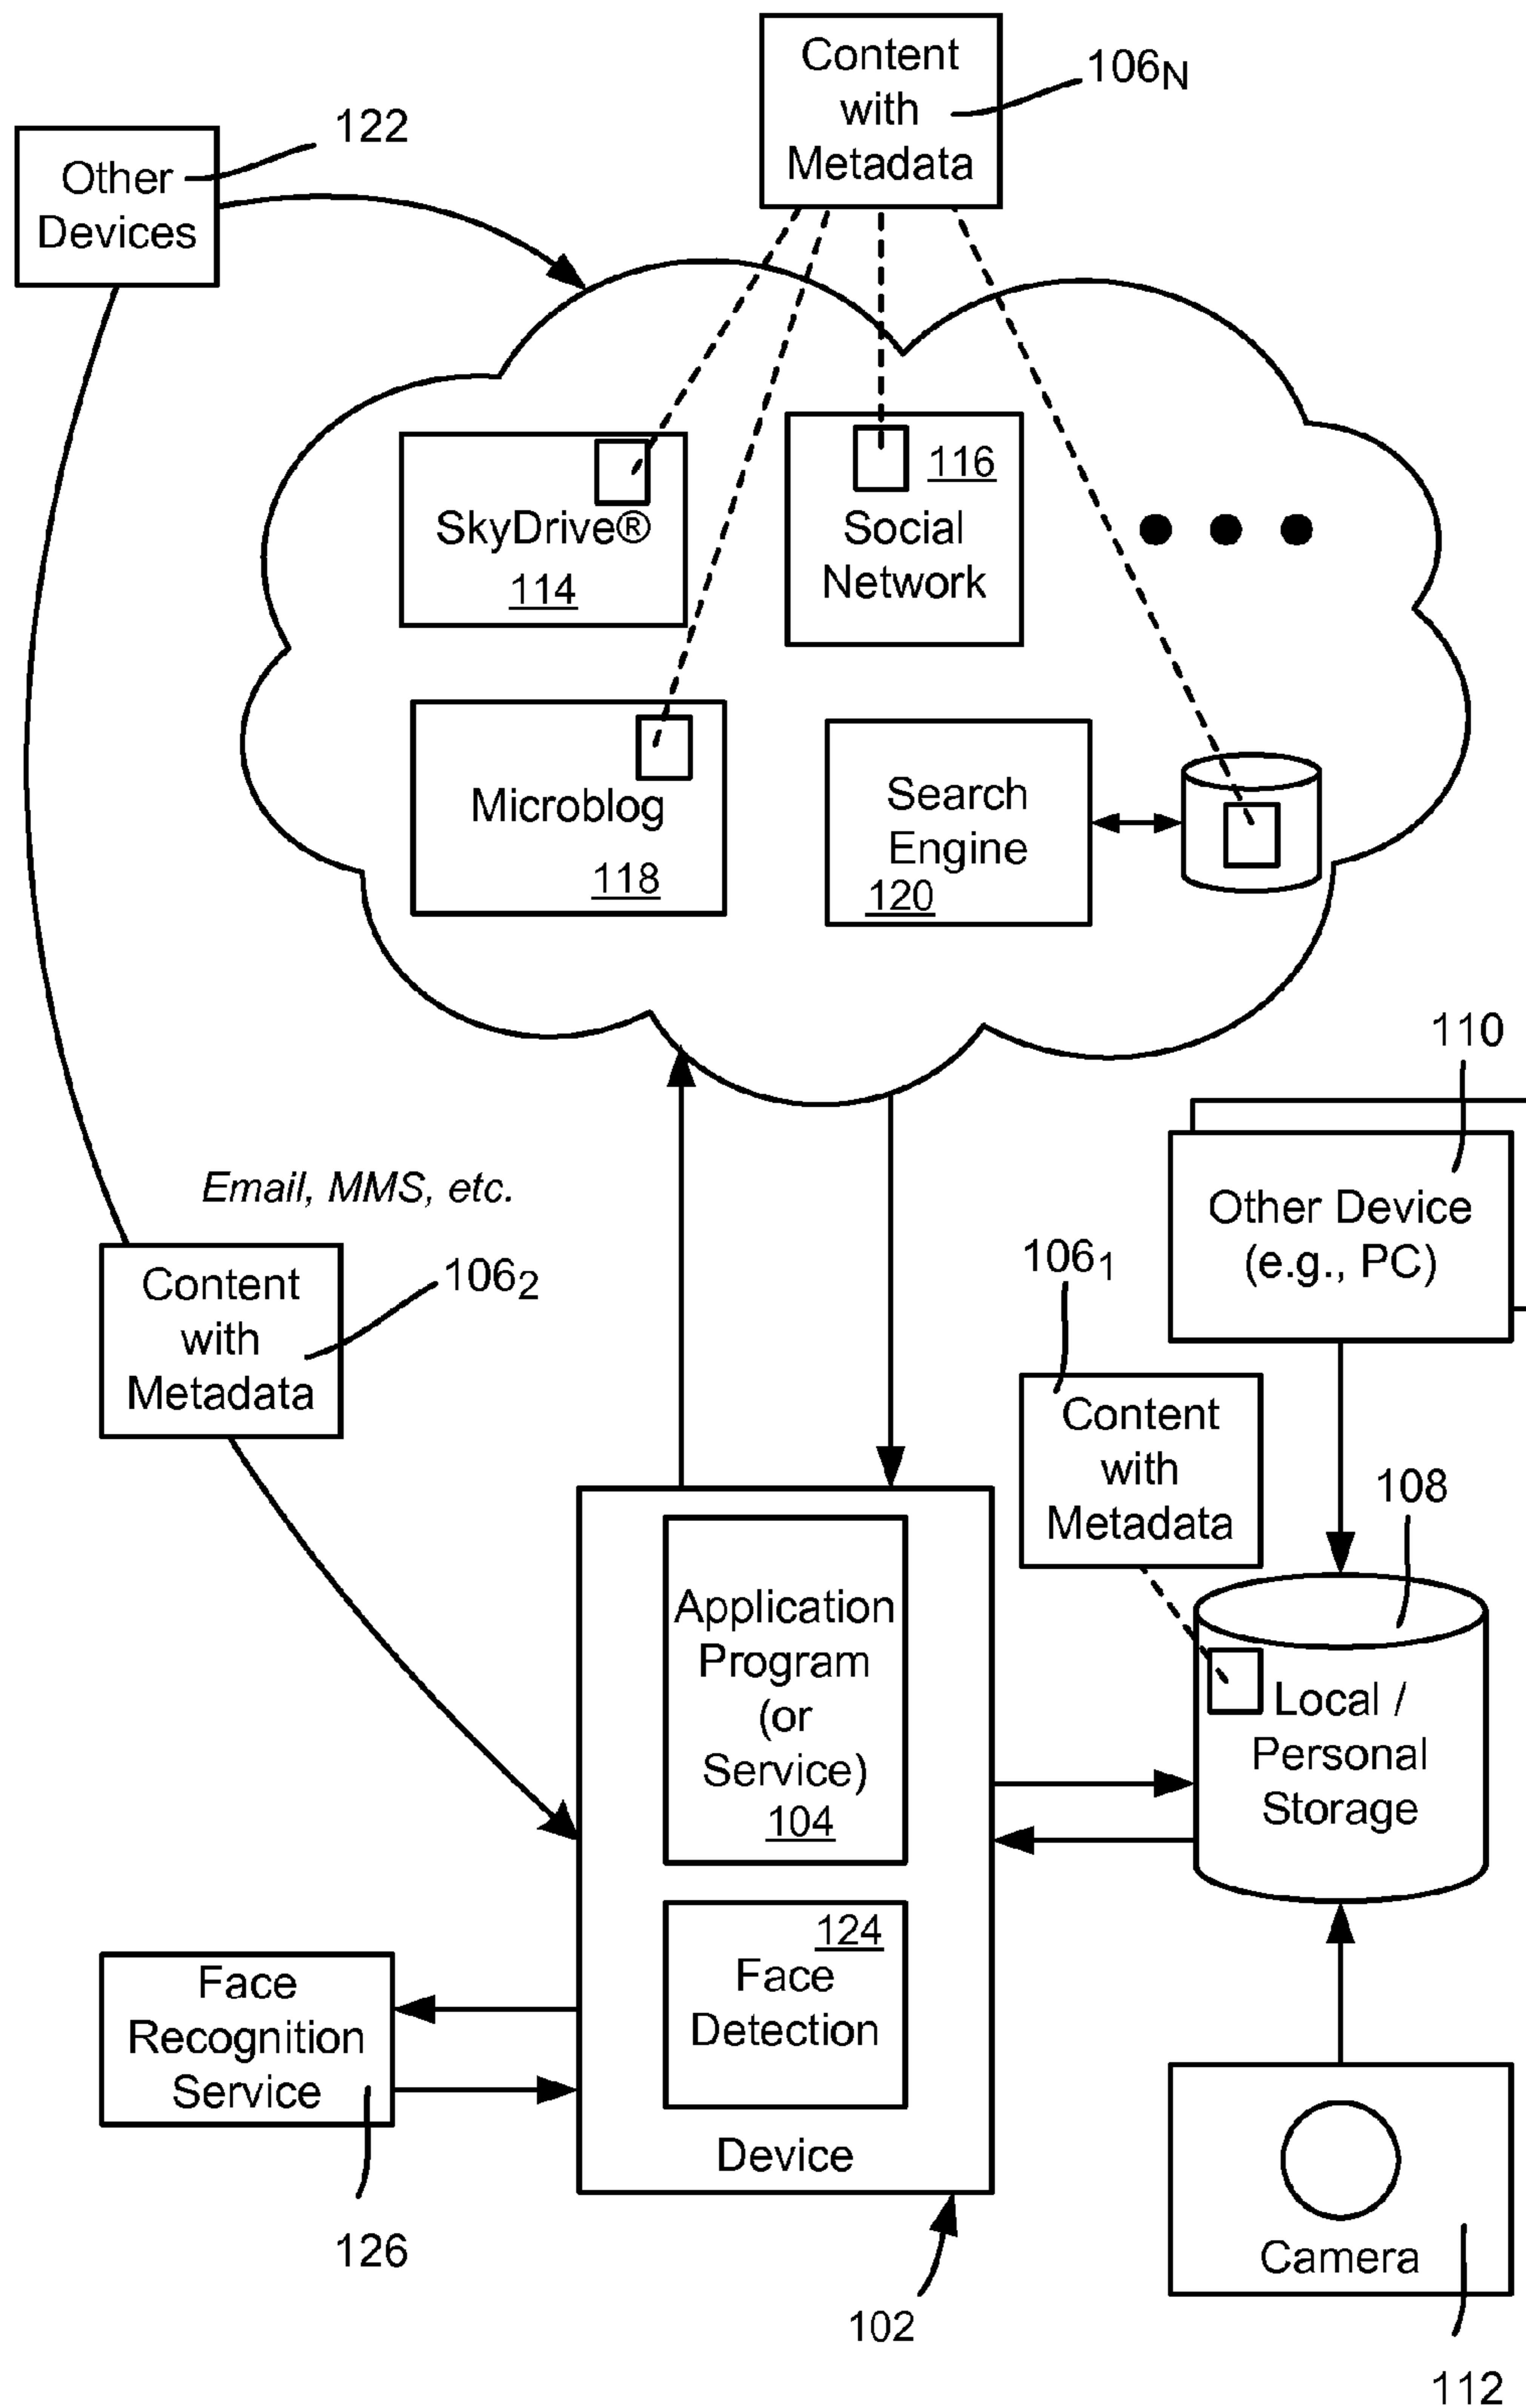 Content
with
Metadata
106N
122
Other
Devices
116
Social
Network
SkyDrive®
114
Microblog
118
Search
Engine
120
110
Other Device
(e.g., PC)
Email, MMS, etc.
Content
with
Metadata
1062
1061
Content
with
Metadata
108
Local /
Personal
Storage
Application
Program
(or
Service)
104
124
Face
Detection
Device
102
Face
Recognition
Service
126
Camera
112